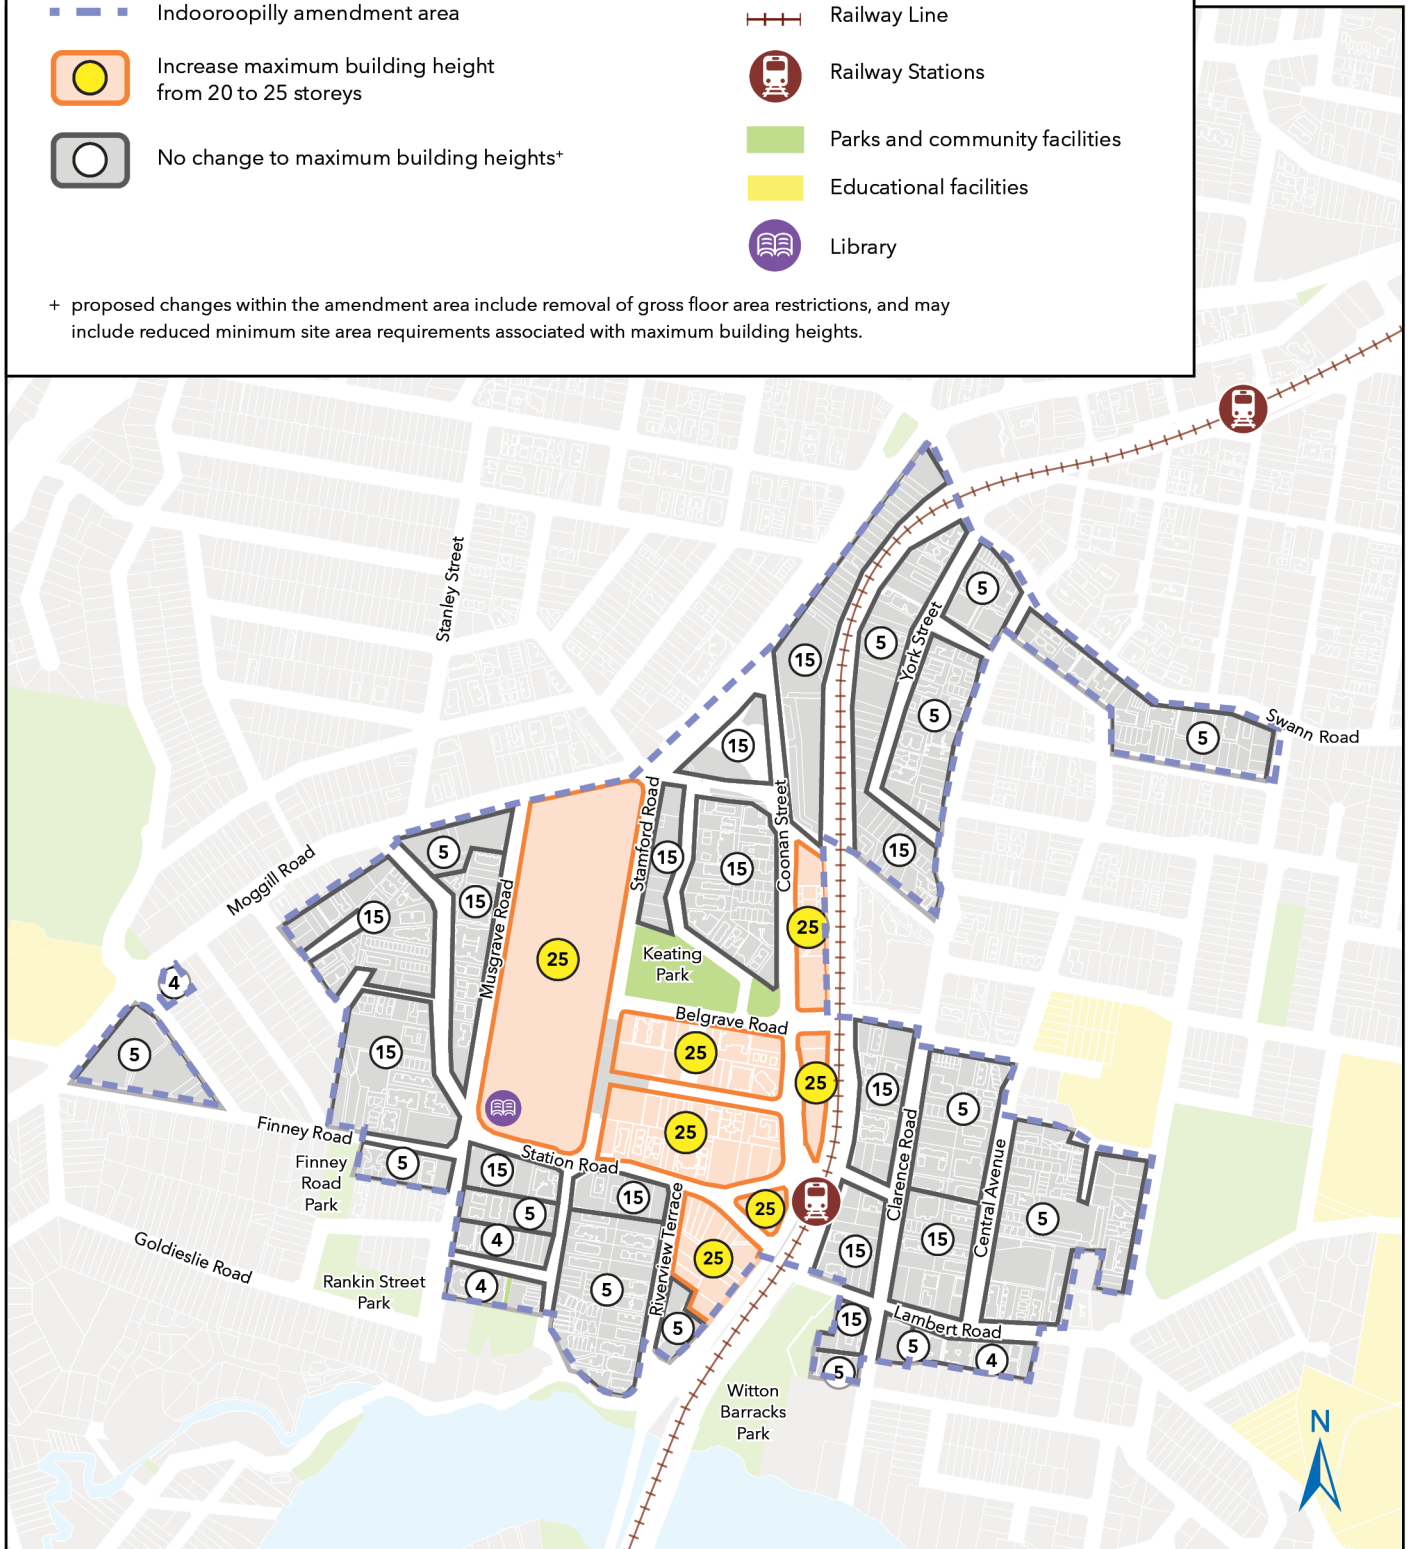 Indooroopilly amendment area
Increase maximum building height
from 20 to 25 storeys
No change to maximum building heights+
Railway Line
Railway Stations
Parks and community facilities
Educational facilities
Library
+ proposed changes within the amendment area include removal of gross floor area restrictions, and may
include reduced minimum site area requirements associated with maximum building heights.
Stanley Street
5
York Street
5
15
5
Swann Road
5
15
Stamford Road
Coonan Street
Moggill Road
5
15
15
15
15
Musgrave Road
15
25
25
Keating
Park
4
Belgrave Road
5
15
25
25
15
5
Finney Road
25
Clarence Road
Central Avenue
Station Road
Finney
Road
Park
5
15
15
5
4
25
Riverview Terrace
5
15
15
Goldieslie Road
25
Rankin Street
Park
4
5
5
15
Lambert Road
5
4
5
Witton
Barracks
Park
N